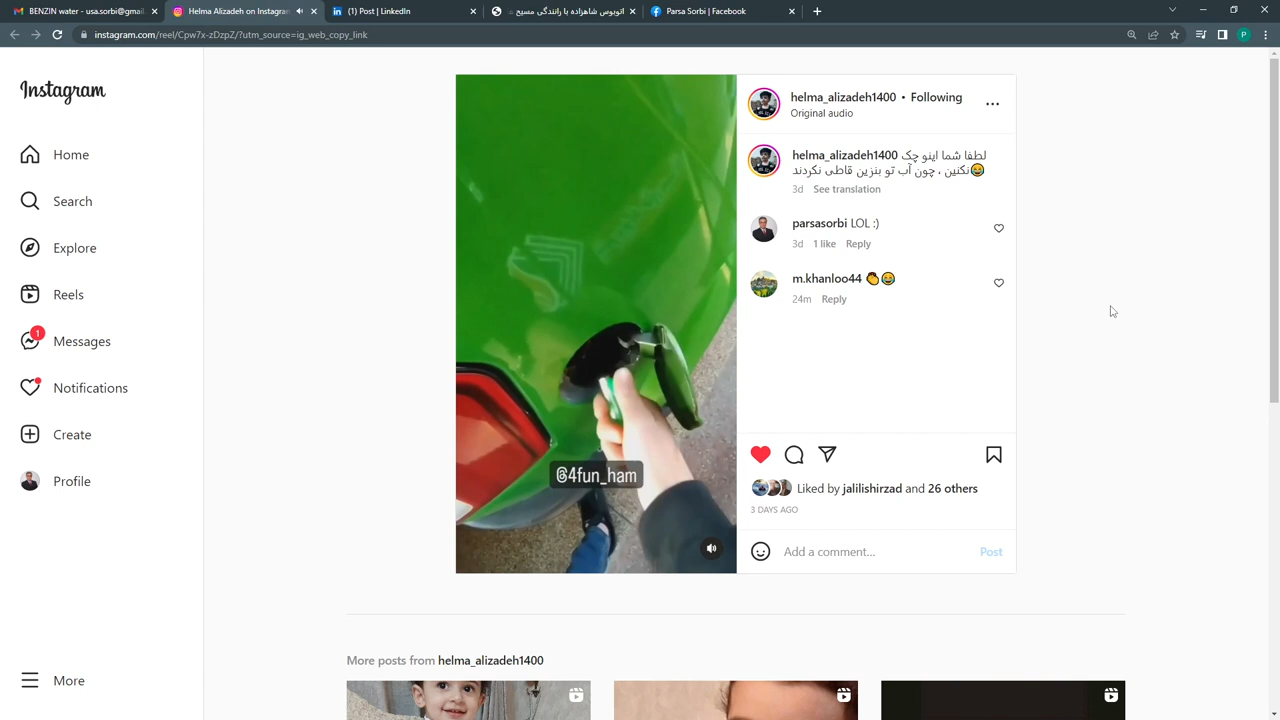 BENZIN water - usa.sorbi@gmail
Helma Alizadeh on Instagram
(1) Post | LinkedIn
اتوبوس شاهزاده با رانندگی مسیح
Parsa Sorbi | Facebook
instagram.com/reel/Cpw7x-zDzpZ/?utm_source=ig_web_copy_link
P
Instagram
Home
Search
Explore
Reels
1
Messages
Notifications
Create
Profile
More
@4fun_ham
helma_alizadeh1400 • Following
Original audio
helma_alizadeh1400 لطفا شما اینو چک
نکنین ، چون آب تو بنزین قاطی نکردند😂
3d See translation
parsasorbi LOL :)
3d 1 like Reply
m.khanloo44 👏😂
24m Reply
Liked by jalilishirzad and 26 others
3 DAYS AGO
Add a comment...
Post
More posts from helma_alizadeh1400